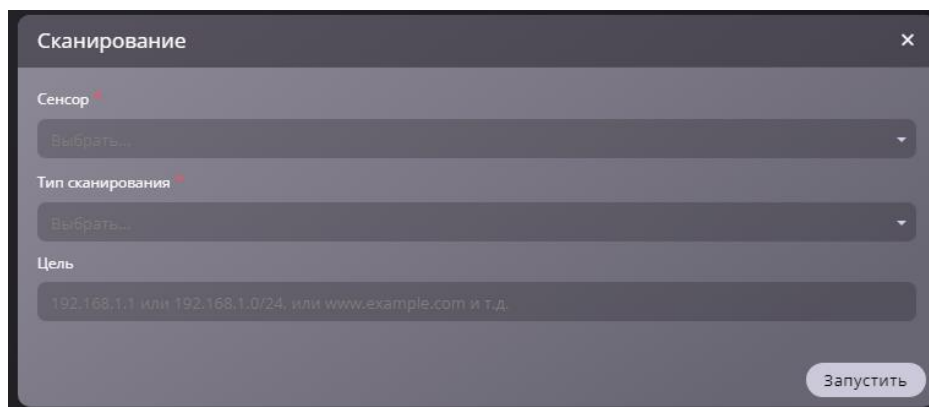 Сканирование
Сенсор *
Выбрать...
Тип сканирования *
Выбрать...
Цель
192.168.1.1 или 192.168.1.0/24, или www.example.com и т.д.
Запустить